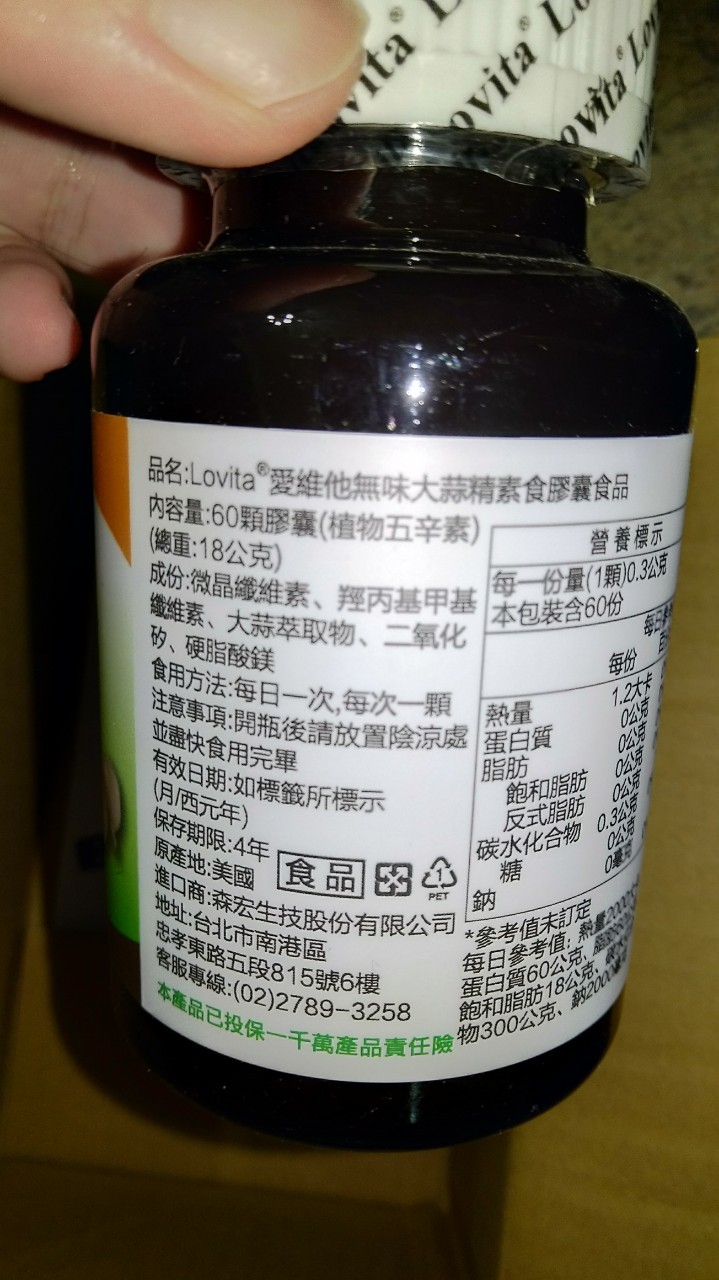 Lovita® Lovita® Lovita®
品名:Lovita®愛維他無味大蒜精素食膠囊食品
內容量:60顆膠囊(植物五辛素)
(總重:18公克)
成份:微晶纖維素、羥丙基甲基
纖維素、大蒜萃取物、二氧化
矽、硬脂酸鎂
食用方法:每日一次,每次一顆
注意事項:開瓶後請放置陰涼處
並盡快食用完畢
有效日期:如標籤所標示
(月/西元年)
保存期限:4年
原產地:美國
食品
PET
進口商:森宏生技股份有限公司
地址:台北市南港區
忠孝東路五段815號6樓
客服專線:(02)2789-3258
本產品已投保一千萬產品責任險
營養標示
每一份量(1顆)0.3公克
本包裝含60份
每份 每日
熱量 1.2大卡
蛋白質 0公克
脂肪 0公克
飽和脂肪 0公克
反式脂肪 0公克
碳水化合物 0.3公克
糖 0公克
鈉 0毫克
*參考值未訂定
每日參考值:熱量2000
蛋白質60公克、脂肪
飽和脂肪18公克、碳水
物300公克、鈉2000